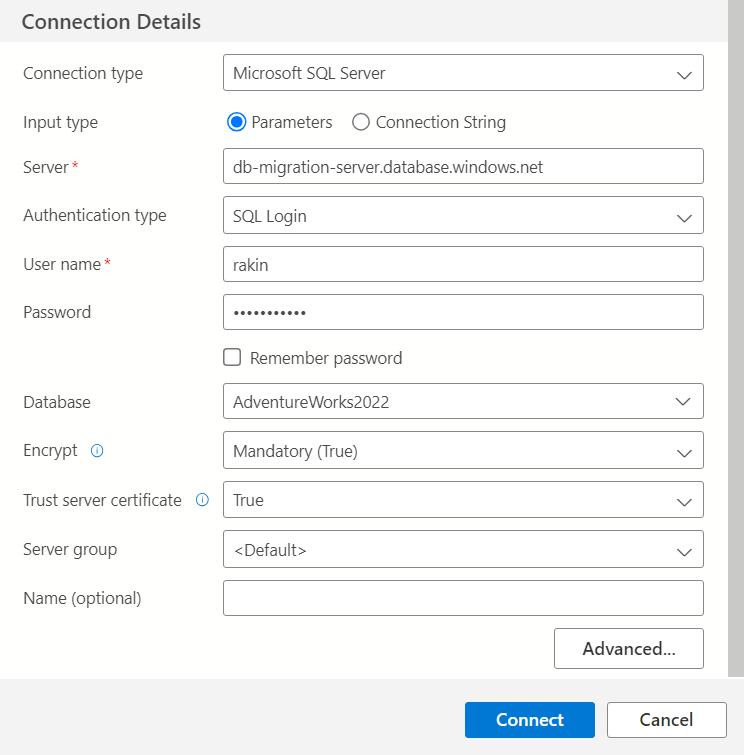 Connection Details
Connection type Microsoft SQL Server
Input type Parameters Connection String
Server* db-migration-server.database.windows.net
Authentication type SQL Login
User name* rakin
Password •••••••••••
Remember password
Database AdventureWorks2022
Encrypt Mandatory (True)
Trust server certificate True
Server group <Default>
Name (optional)
Advanced...
Connect Cancel